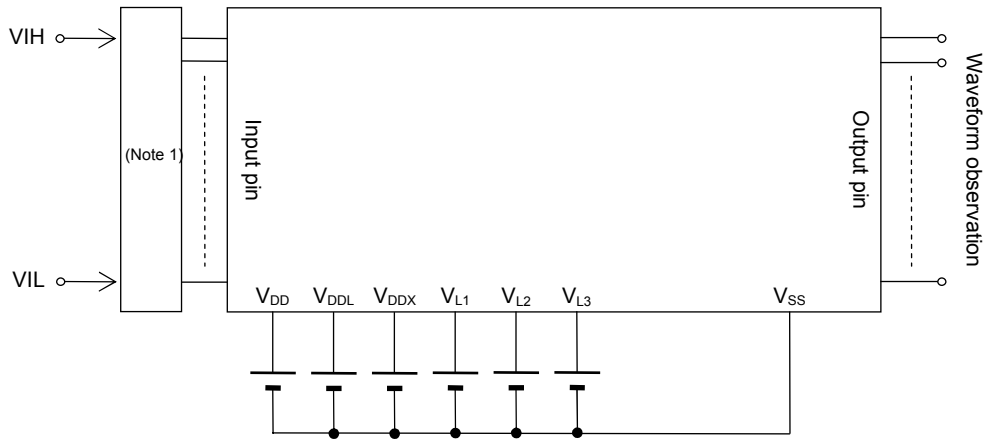 VIH
(Note 1)
VIL
Input pin
Output pin
Waveform observation
VDD VDDL VDDX VL1 VL2 VL3 VSS